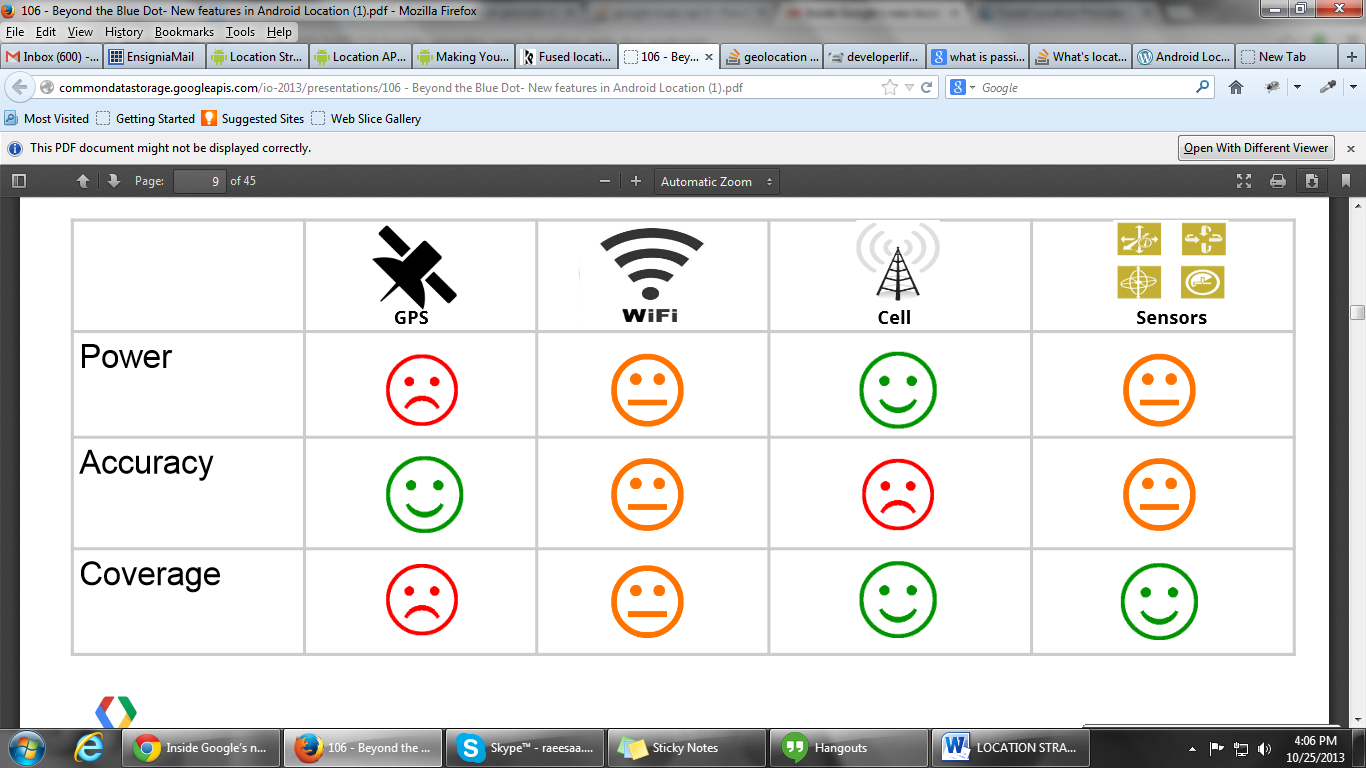 106 - Beyond the Blue Dot- New features in Android Location (1).pdf - Mozilla Firefox
File Edit View History Bookmarks Tools Help
Inbox (600) -... EnsigniaMail Location Str... Location AP... Making You... Fused locati... 106 - Bey... geolocation ... developerlif... what is passi... What's locat... Android Loc... New Tab
commondatastorage.googleapis.com/io-2013/presentations/106 - Beyond the Blue Dot- New features in Android Location (1).pdf Google
Most Visited Getting Started Suggested Sites Web Slice Gallery
This PDF document might not be displayed correctly. Open With Different Viewer
Page: 9 of 45 Automatic Zoom
GPS WiFi Cell Sensors
Power
Accuracy
Coverage
Inside Google's n... 106 - Beyond the ... Skype™ - raeesaa.... Sticky Notes Hangouts LOCATION STRA... 4:06 PM
10/25/2013